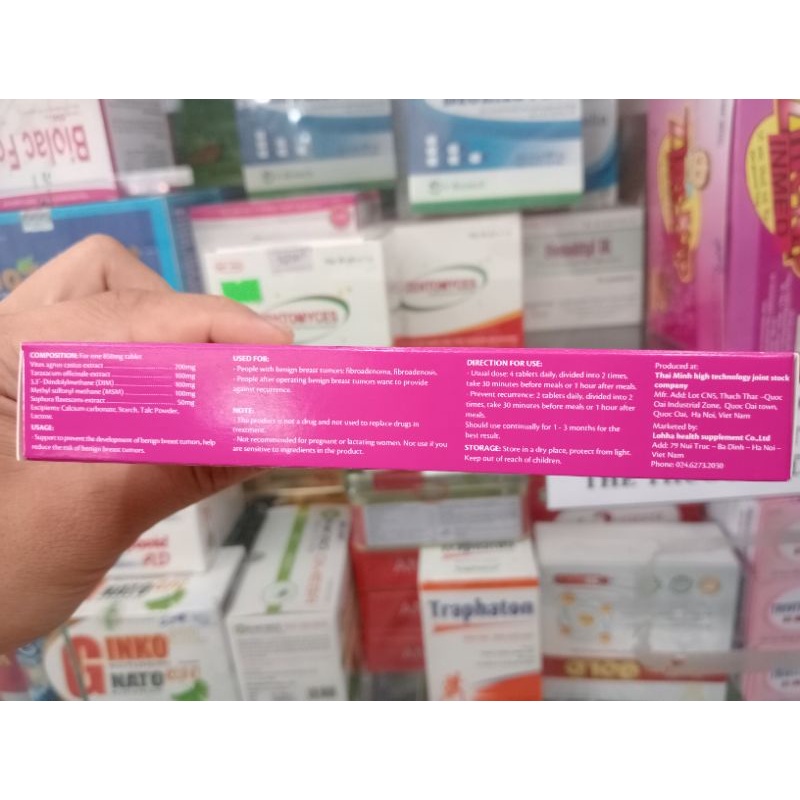 COMPOSITION: For one 850mg tablet:
Vitex agnus castus extract 200mg
Taraxacum officinale extract 100mg
3,3'- Diindolylmethane (DIM) 100mg
Methyl sulfonyl methane (MSM) 100mg
Sophora flavescens extract 50mg
Excipients: Calcium carbonate, Starch, Talc Powder,
Lactose.
USAGE:
- Support to prevent the development of benign breast tumors, help
reduce the risk of benign breast tumors.
USED FOR:
- People with benign breast tumors: fibroadenoma, fibroadenosis,
- People after operating benign breast tumors want to provide
against recurrence.
NOTE:
- This product is not a drug and not used to replace drugs in
treatment.
- Not recommended for pregnant or lactating women. Not use if you
are sensitive to ingredients in the product.
DIRECTION FOR USE:
- Usual dose: 4 tablets daily, divided into 2 times,
take 30 minutes before meals or 1 hour after meals.
- Prevent recurrence: 2 tablets daily, divided into 2
times, take 30 minutes before meals or 1 hour after
meals.
Should use continually for 1 - 3 months for the
best result.
STORAGE: Store in a dry place, protect from light.
Keep out of reach of children.
Produced at:
Thai Minh high technology joint stock
company
Mfr. Add: Lot CN5, Thach That –Quoc
Oai Industrial Zone, Quoc Oai town,
Quoc Oai, Ha Noi, Viet Nam
Marketed by:
Lohha health supplement Co.,Ltd
Add: 79 Nui Truc – Ba Dinh – Ha Noi –
Viet Nam
Phone: 024.6273.2030
Biolac
ZENTOMYCES
INMED
Traphaton
GINKO
NATO